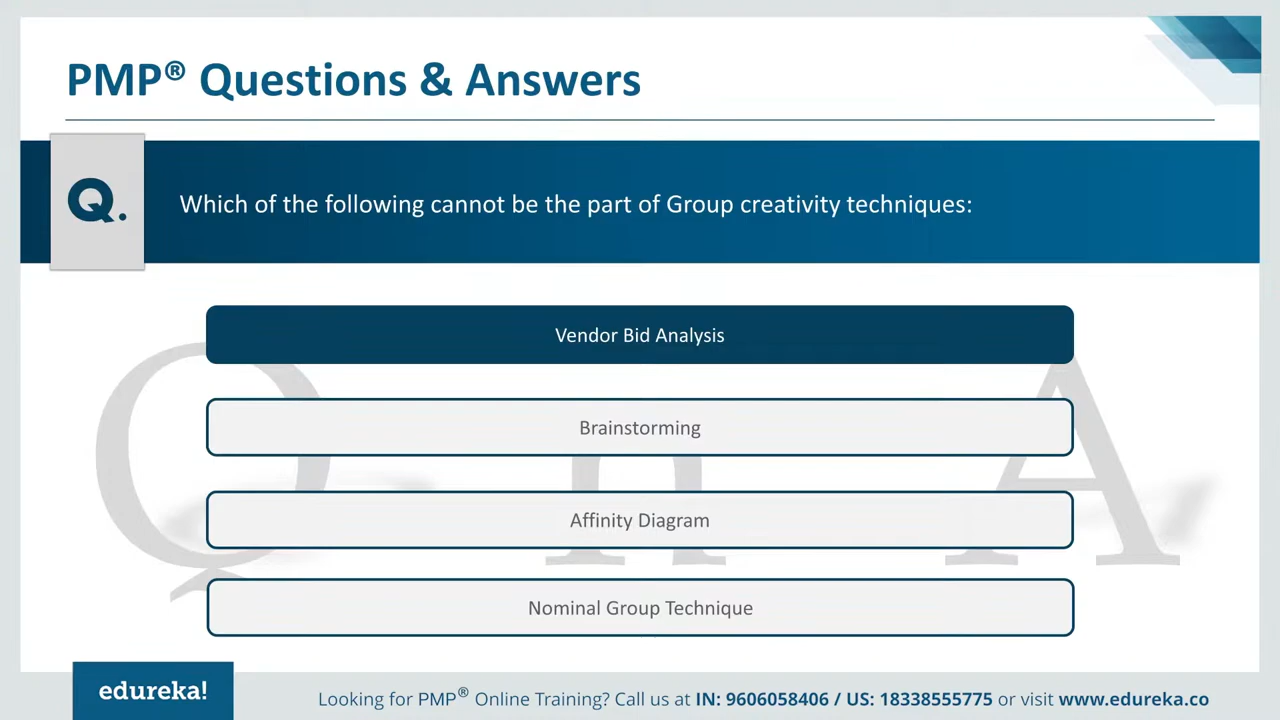 PMP® Questions & Answers
Q.
Which of the following cannot be the part of Group creativity techniques:
Vendor Bid Analysis
Brainstorming
Affinity Diagram
Nominal Group Technique
Q n A
edureka!
Looking for PMP® Online Training? Call us at IN: 9606058406 / US: 18338555775 or visit www.edureka.co